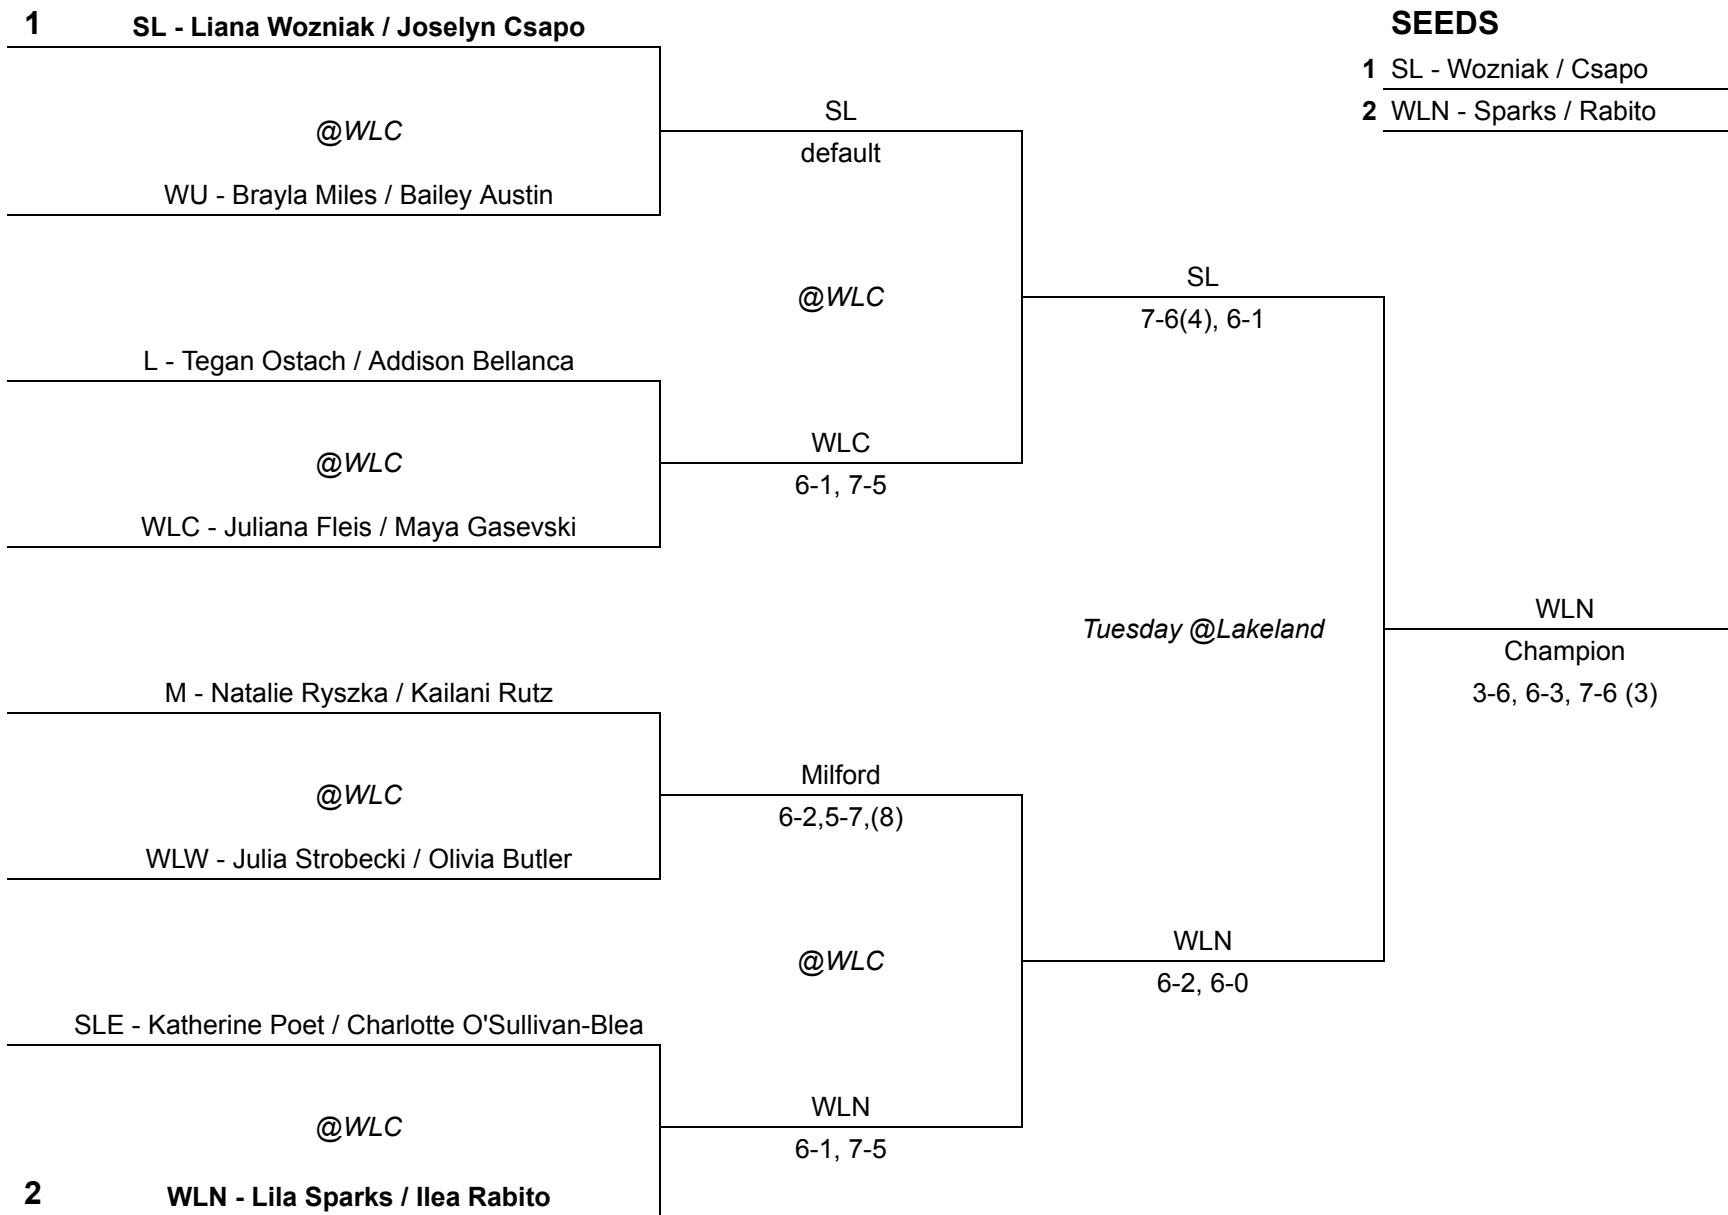 1 SL - Liana Wozniak / Joselyn Csapo
SEEDS
1 SL - Wozniak / Csapo
2 WLN - Sparks / Rabito
SL
@WLC
default
WU - Brayla Miles / Bailey Austin
SL
@WLC
7-6(4), 6-1
L - Tegan Ostach / Addison Bellanca
WLC
@WLC
6-1, 7-5
WLC - Juliana Fleis / Maya Gasevski
WLN
Tuesday @Lakeland
Champion
M - Natalie Ryszka / Kailani Rutz
3-6, 6-3, 7-6 (3)
Milford
@WLC
6-2,5-7,(8)
WLW - Julia Strobecki / Olivia Butler
WLN
@WLC
6-2, 6-0
SLE - Katherine Poet / Charlotte O'Sullivan-Blea
WLN
@WLC
6-1, 7-5
2 WLN - Lila Sparks / Ilea Rabito